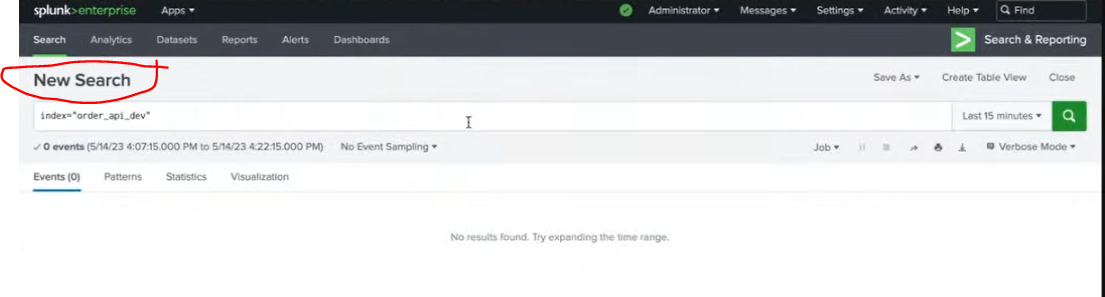 splunk>enterprise Apps Administrator Messages Settings Activity Help Find
Search Analytics Datasets Reports Alerts Dashboards Search & Reporting
New Search Save As Create Table View Close
index="order_api_dev" Last 15 minutes
0 events (5/14/23 4:07:15.000 PM to 5/14/23 4:22:15.000 PM) No Event Sampling Job Verbose Mode
Events (0) Patterns Statistics Visualization
No results found. Try expanding the time range.